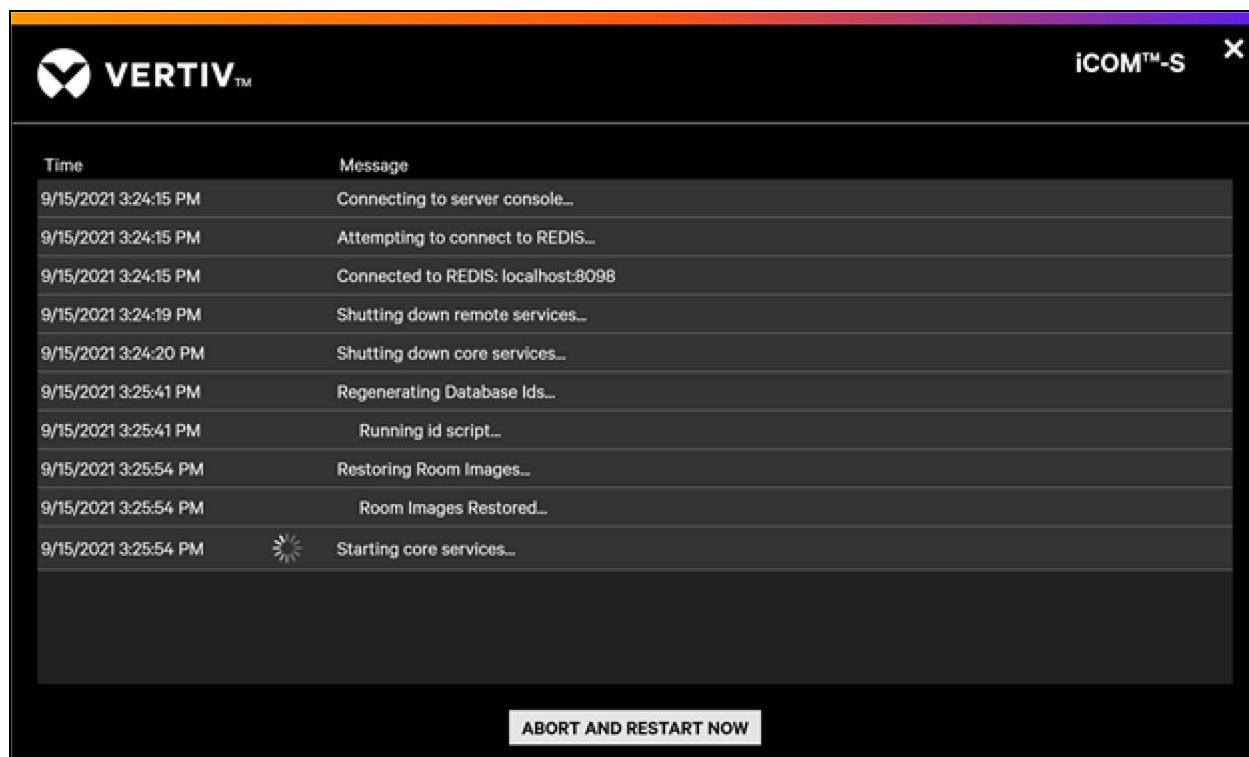 VERTIV™
iCOM™-S
Time Message
9/15/2021 3:24:15 PM Connecting to server console...
9/15/2021 3:24:15 PM Attempting to connect to REDIS...
9/15/2021 3:24:15 PM Connected to REDIS: localhost:8098
9/15/2021 3:24:19 PM Shutting down remote services...
9/15/2021 3:24:20 PM Shutting down core services...
9/15/2021 3:25:41 PM Regenerating Database Ids...
9/15/2021 3:25:41 PM Running id script...
9/15/2021 3:25:54 PM Restoring Room Images...
9/15/2021 3:25:54 PM Room Images Restored...
9/15/2021 3:25:54 PM Starting core services...
ABORT AND RESTART NOW